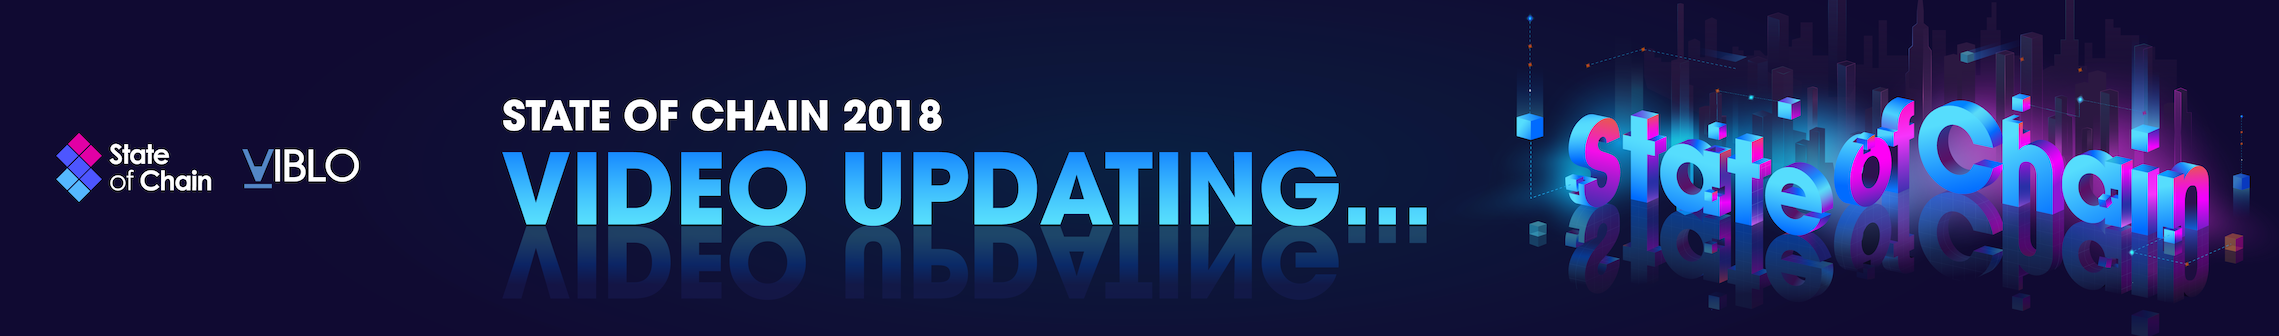 State
of Chain
VIBLO
STATE OF CHAIN 2018
VIDEO UPDATING...
State of Chain